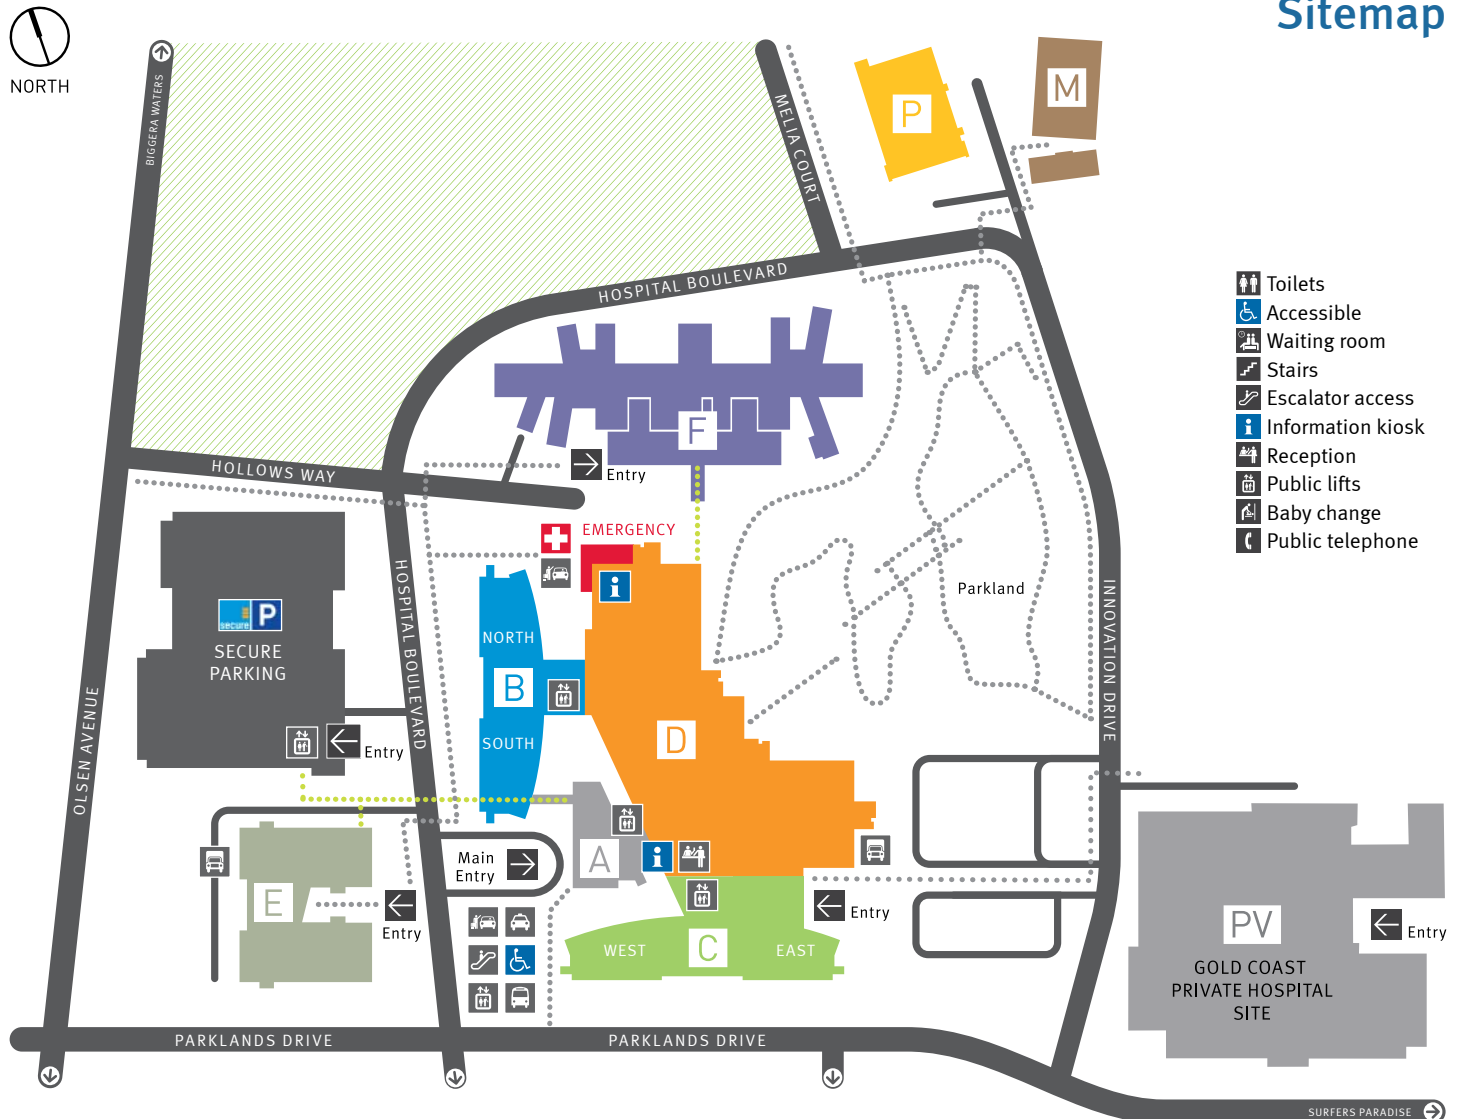 Sitemap
NORTH
BIGGERA WATERS
MELIA COURT
P
M
HOSPITAL BOULEVARD
Toilets
Accessible
Waiting room
Stairs
Escalator access
Information kiosk
Reception
Public lifts
Baby change
Public telephone
F
HOLLOWS WAY
Entry
EMERGENCY
i
Parkland
HOSPITAL BOULEVARD
INNOVATION DRIVE
secure P
SECURE
PARKING
NORTH
B
SOUTH
D
Entry
OLSEN AVENUE
Main
Entry
A
i
E
Entry
Entry
WEST
C
EAST
PV
Entry
GOLD COAST
PRIVATE HOSPITAL
SITE
PARKLANDS DRIVE
PARKLANDS DRIVE
SURFERS PARADISE